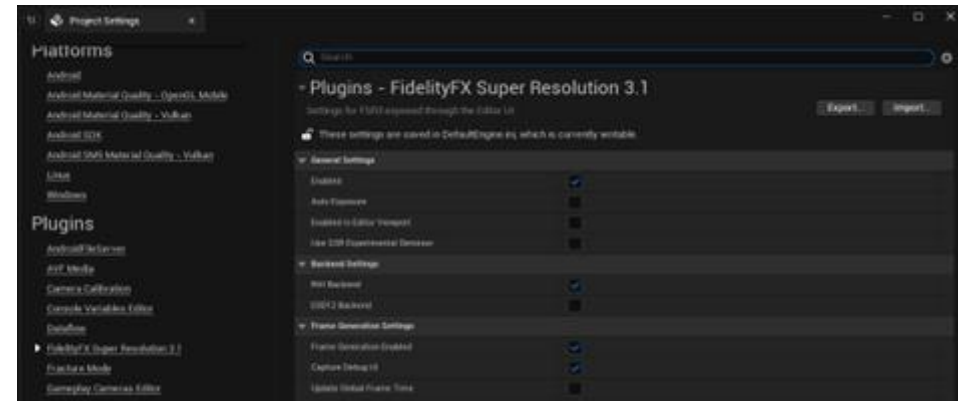 Project Settings
Platforms
Android
Android Material Quality - OpenGL Mobile
Android Material Quality - Vulkan
Android SDK
Android SM5 Material Quality - Vulkan
Linux
Windows
Plugins
AndroidFileServer
AVF Media
Camera Calibration
Console Variables Editor
Dataflow
FidelityFX Super Resolution 3.1
Fracture Mode
Gameplay Cameras Editor
Search
Plugins - FidelityFX Super Resolution 3.1
Settings for FSR3 exposed through the Editor UI
Export...
Import...
These settings are saved in DefaultEngine.ini, which is currently writable.
General Settings
Enabled
Auto Exposure
Enabled in Editor Viewport
Use SSR Experimental Denoiser
Backend Settings
RHI Backend
D3D12 Backend
Frame Generation Settings
Frame Generation Enabled
Capture Debug UI
Update Global Frame Time